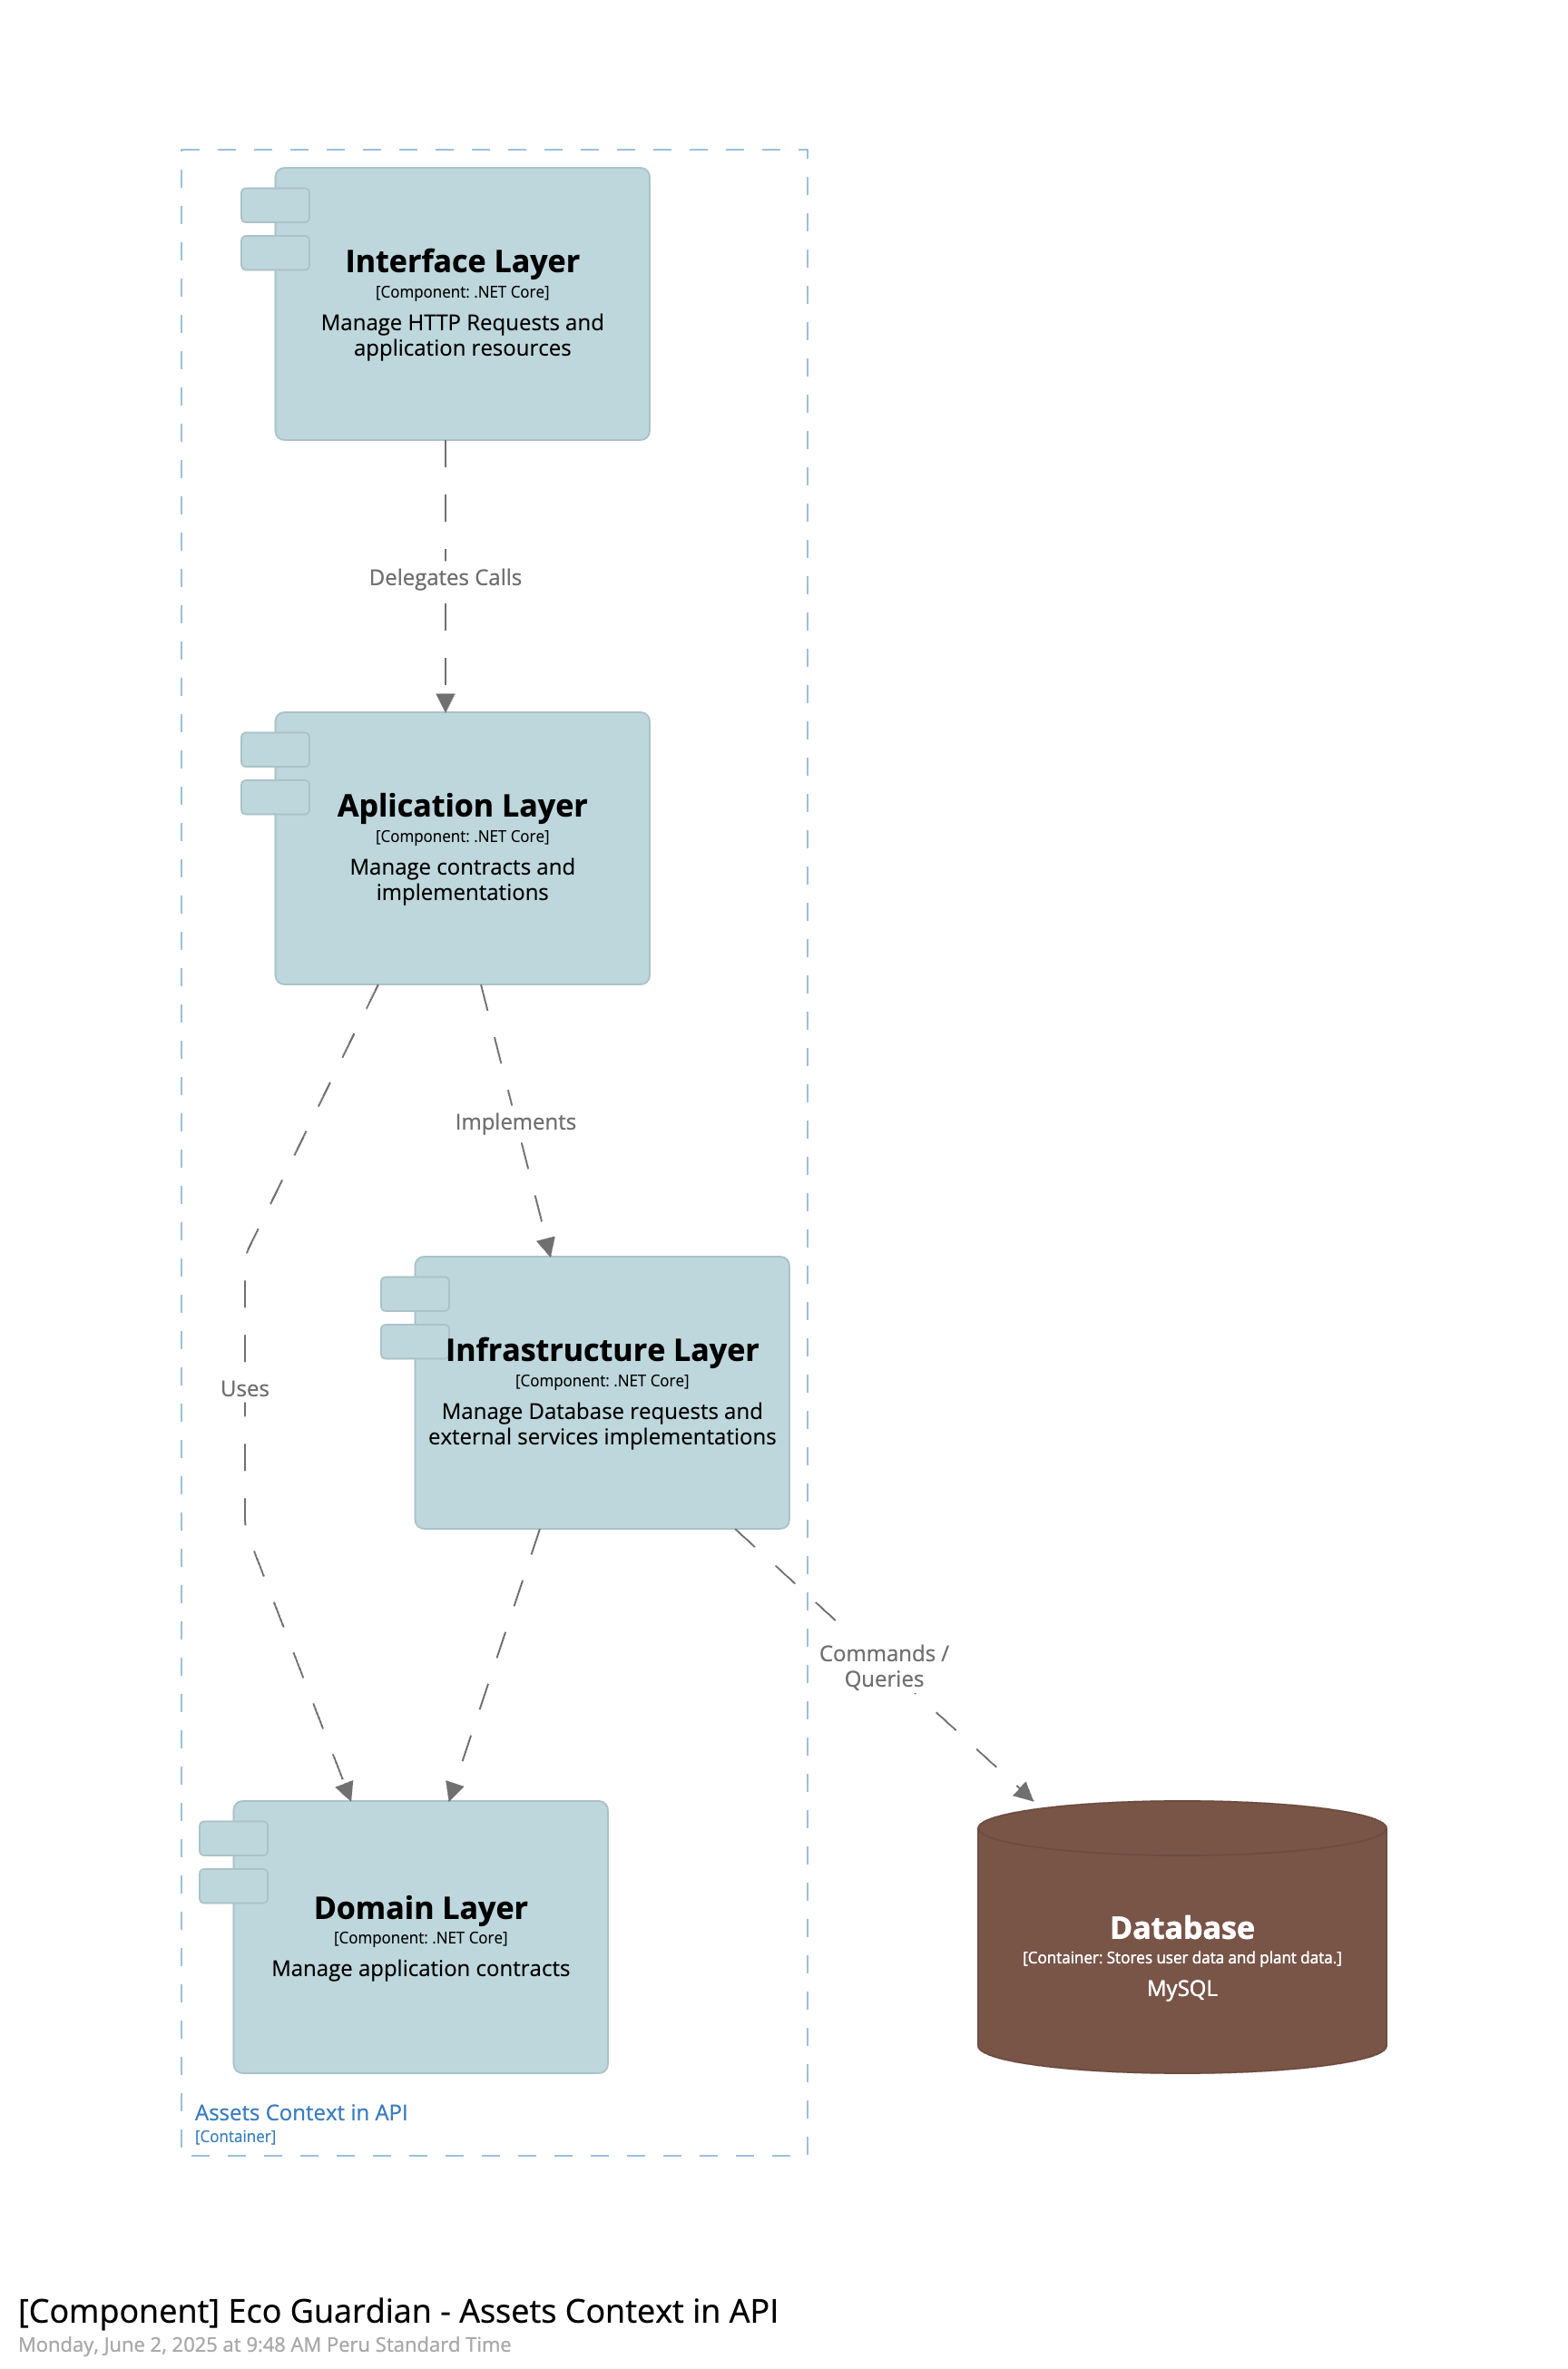 Interface Layer
[Component: .NET Core]
Manage HTTP Requests and
application resources
Delegates Calls
Aplication Layer
[Component: .NET Core]
Manage contracts and
implementations
Implements
Uses
Infrastructure Layer
[Component: .NET Core]
Manage Database requests and
external services implementations
Commands /
Queries
Domain Layer
[Component: .NET Core]
Manage application contracts
Database
[Container: Stores user data and plant data.]
MySQL
Assets Context in API
[Container]
[Component] Eco Guardian - Assets Context in API
Monday, June 2, 2025 at 9:48 AM Peru Standard Time